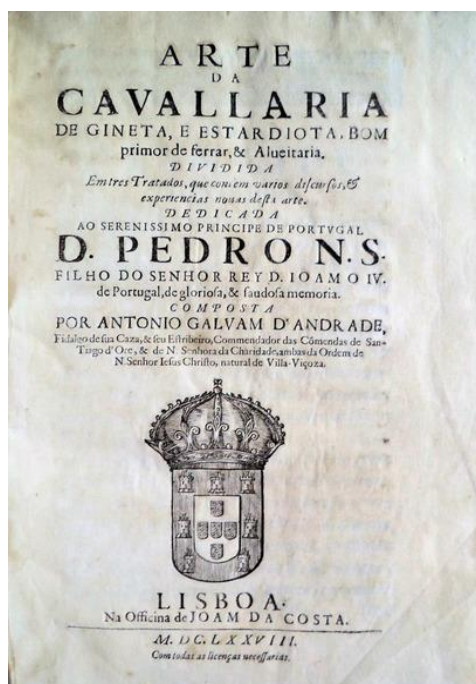 ARTE
DA
CAVALLARIA
DE GINETA, E ESTARDIOTA, BOM
primor de ferrar, & Alueitaria.
DIVIDIDA
Em tres Tratados, que contem varios discursos, &
experiencias nouas desta arte.
DEDICADA
AO SERENISSIMO PRINCIPE DE PORTVGAL
D. PEDRO N.S.
FILHO DO SENHOR REY D. IOAM O IV.
de Portugal, de gloriosa, & saudosa memoria.
COMPOSTA
POR ANTONIO GALVAM D'ANDRADE,
Fidalgo de sua Caza, & seu Estribeiro, Commendador das Cõmendas de San-
Tiago d'Ore, & de N. Senhora da Charidade, ambas da Ordem de
N. Senhor Iesus Christo, natural de Villa-Viçoza.
LISBOA.
Na Officina de JOAM DA COSTA.
M. DC. LXXVIII.
Com todas as licenças necessarias.